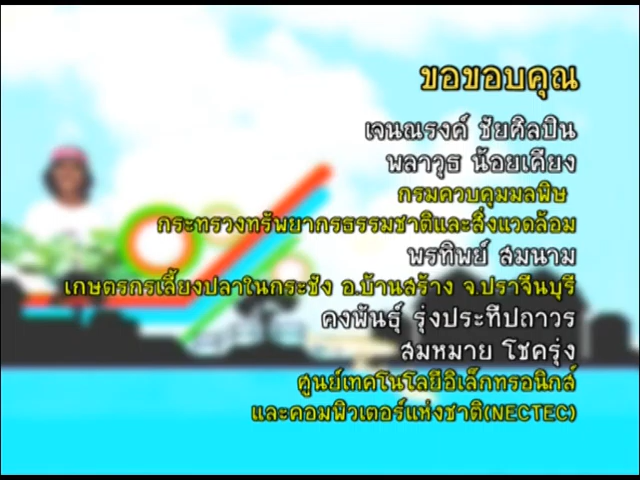 ขอขอบคุณ
เจนณรงค์ ชัยศิลปิน
พลาวุธ น้อยเคียง
กรมควบคุมมลพิษ
กระทรวงทรัพยากรธรรมชาติและสิ่งแวดล้อม
พรทิพย์ สมนาม
เกษตรกรเลี้ยงปลาในกระชัง อ.บ้านสร้าง จ.ปราจีนบุรี
คงพันธุ์ รุ่งประทีปถาวร
สมหมาย โชครุ่ง
ศูนย์เทคโนโลยีอิเล็กทรอนิกส์
และคอมพิวเตอร์แห่งชาติ(NECTEC)